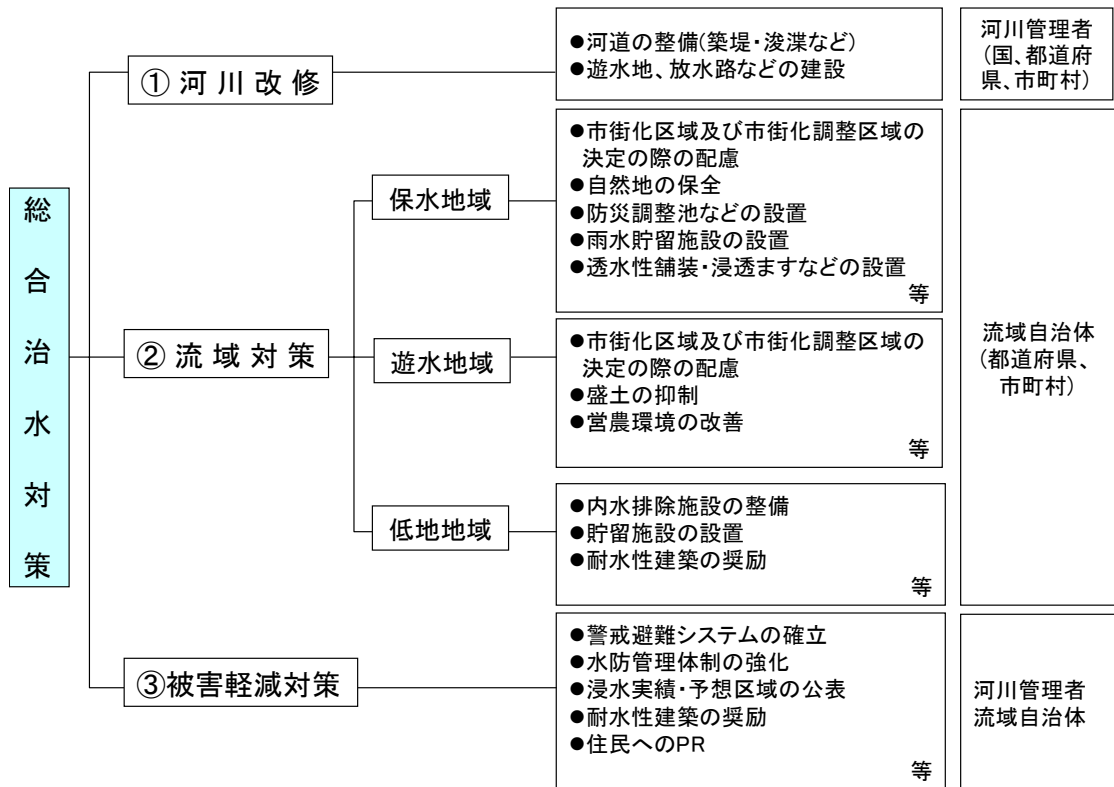 総合治水対策
①河川改修
●河道の整備(築堤・浚渫など)
●遊水地、放水路などの建設
河川管理者
(国、都道府
県、市町村)
②流域対策
保水地域
●市街化区域及び市街化調整区域の
決定の際の配慮
●自然地の保全
●防災調整池などの設置
●雨水貯留施設の設置
●透水性舗装・浸透ますなどの設置
等
遊水地域
●市街化区域及び市街化調整区域の
決定の際の配慮
●盛土の抑制
●営農環境の改善
等
低地地域
●内水排除施設の整備
●貯留施設の設置
●耐水性建築の奨励
等
流域自治体
(都道府県、
市町村)
③被害軽減対策
●警戒避難システムの確立
●水防管理体制の強化
●浸水実績・予想区域の公表
●耐水性建築の奨励
●住民へのPR
等
河川管理者
流域自治体